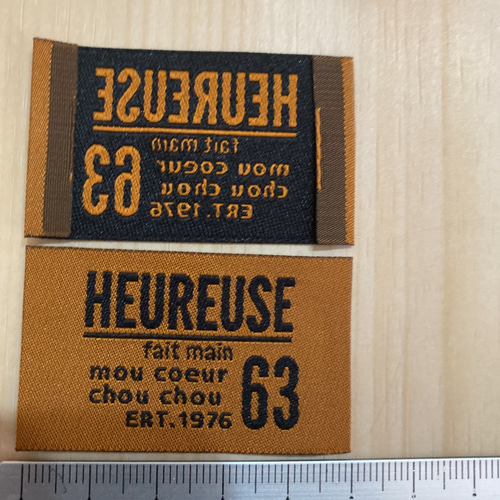 HEUREUSE
fait main
mou coeur
chou chou
ERT.1976
63
HEUREUSE
fait main
mou coeur
chou chou
ERT.1976
63